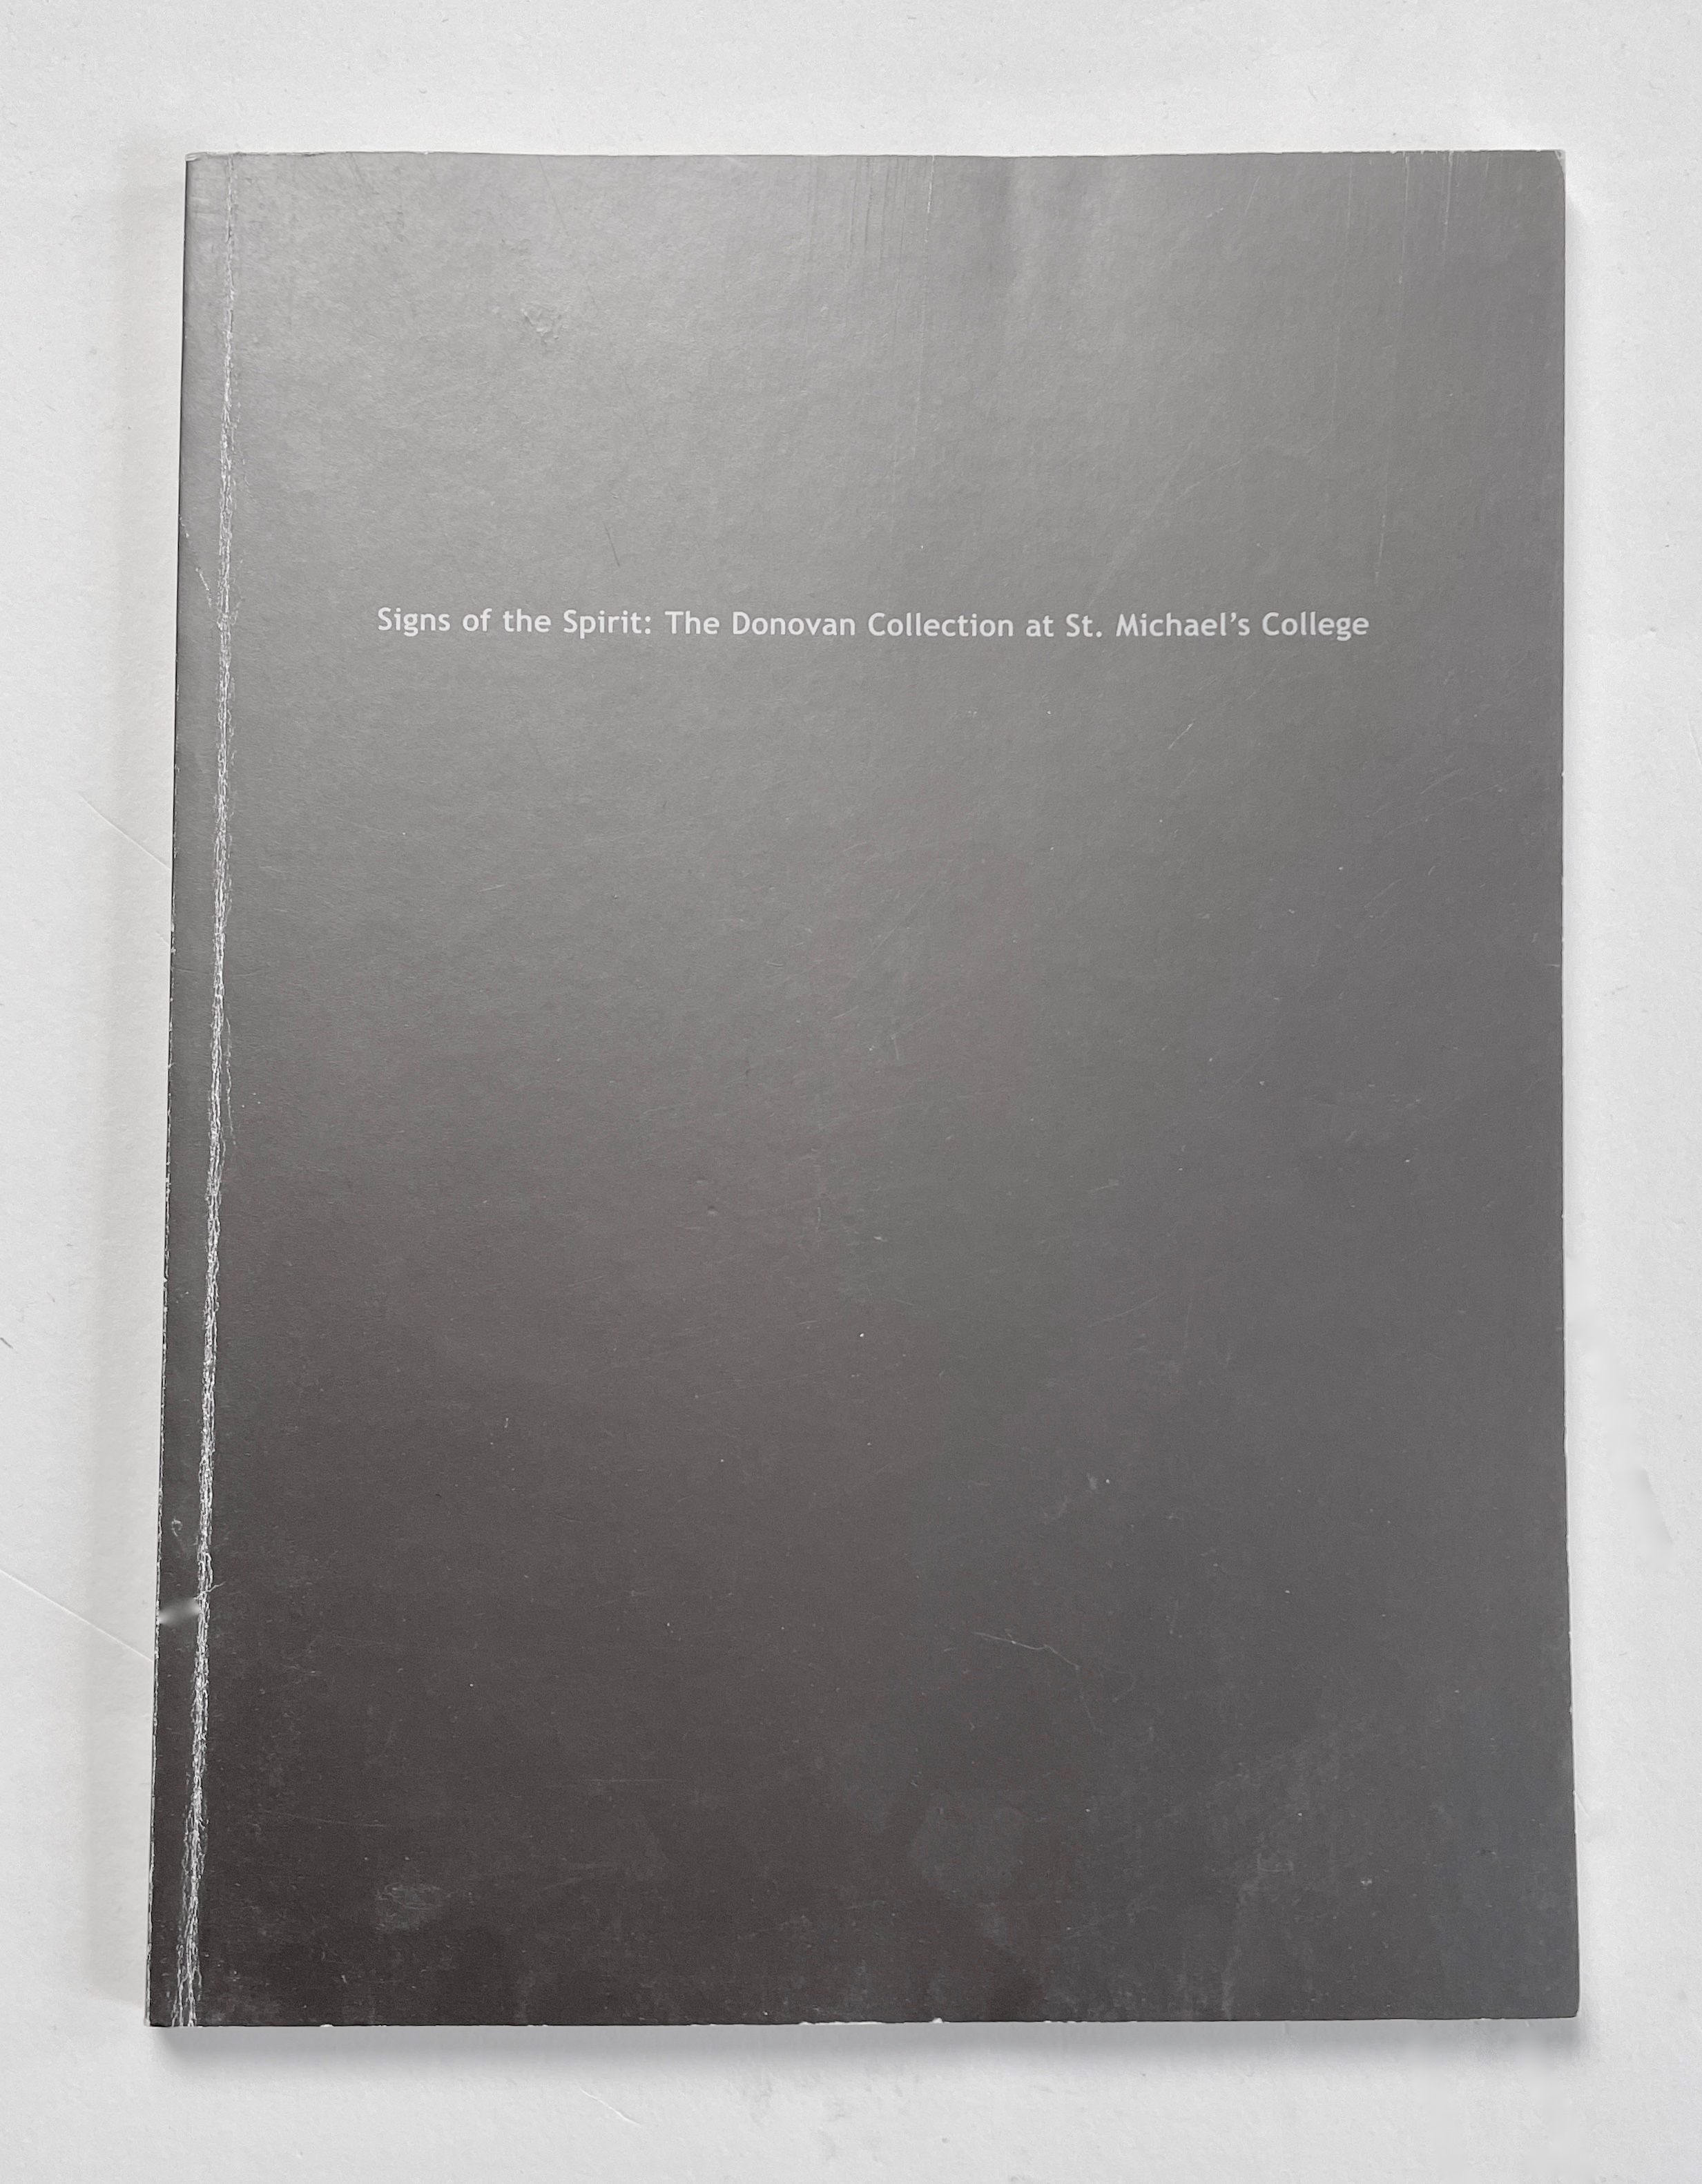 Signs of the Spirit: The Donovan Collection at St. Michael’s College